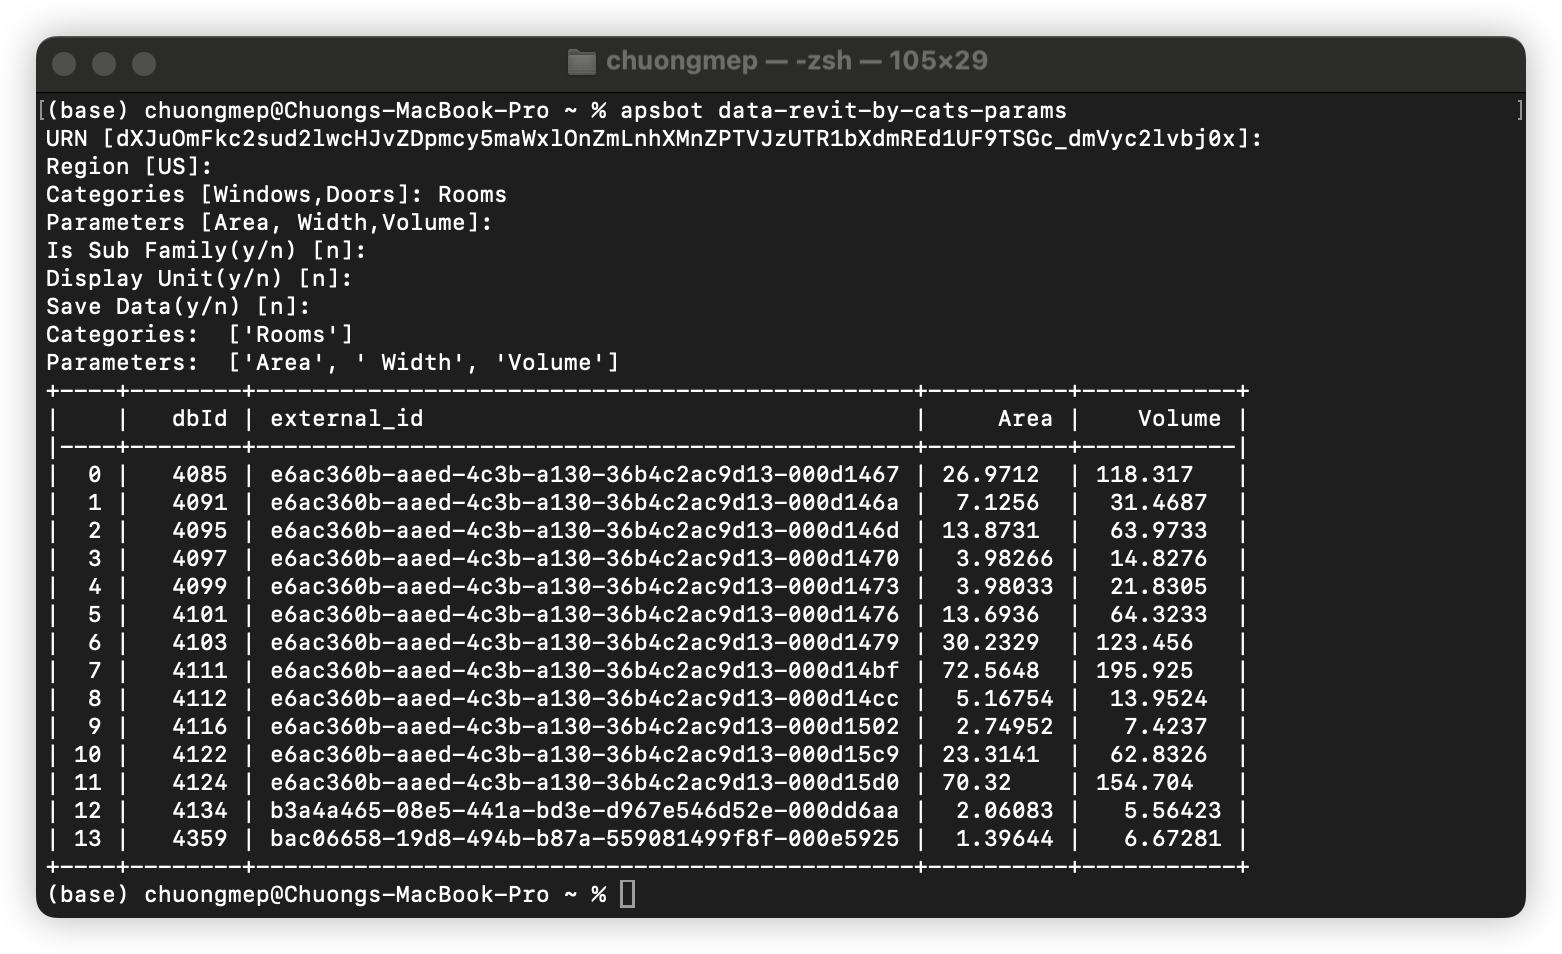 chuongmep — -zsh — 105×29
[(base) chuongmep@Chuongs-MacBook-Pro ~ % apsbot data-revit-by-cats-params ]
URN [dXJuOmFkc2sud2lwcHJvZDpmcy5maWxlOnZmLnhXMnZPTVJzUTR1bXdmREd1UF9TSGc_dmVyc2lvbj0x]:
Region [US]:
Categories [Windows,Doors]: Rooms
Parameters [Area, Width,Volume]:
Is Sub Family(y/n) [n]:
Display Unit(y/n) [n]:
Save Data(y/n) [n]:
Categories:  ['Rooms']
Parameters:  ['Area', ' Width', 'Volume']
+----+--------+-----------------------------------------------+----------+-----------+
|    |   dbId | external_id                                   |     Area |    Volume |
|----+--------+-----------------------------------------------+----------+-----------|
|  0 |   4085 | e6ac360b-aaed-4c3b-a130-36b4c2ac9d13-000d1467 | 26.9712  | 118.317   |
|  1 |   4091 | e6ac360b-aaed-4c3b-a130-36b4c2ac9d13-000d146a |  7.1256  |  31.4687  |
|  2 |   4095 | e6ac360b-aaed-4c3b-a130-36b4c2ac9d13-000d146d | 13.8731  |  63.9733  |
|  3 |   4097 | e6ac360b-aaed-4c3b-a130-36b4c2ac9d13-000d1470 |  3.98266 |  14.8276  |
|  4 |   4099 | e6ac360b-aaed-4c3b-a130-36b4c2ac9d13-000d1473 |  3.98033 |  21.8305  |
|  5 |   4101 | e6ac360b-aaed-4c3b-a130-36b4c2ac9d13-000d1476 | 13.6936  |  64.3233  |
|  6 |   4103 | e6ac360b-aaed-4c3b-a130-36b4c2ac9d13-000d1479 | 30.2329  | 123.456   |
|  7 |   4111 | e6ac360b-aaed-4c3b-a130-36b4c2ac9d13-000d14bf | 72.5648  | 195.925   |
|  8 |   4112 | e6ac360b-aaed-4c3b-a130-36b4c2ac9d13-000d14cc |  5.16754 |  13.9524  |
|  9 |   4116 | e6ac360b-aaed-4c3b-a130-36b4c2ac9d13-000d1502 |  2.74952 |   7.4237  |
| 10 |   4122 | e6ac360b-aaed-4c3b-a130-36b4c2ac9d13-000d15c9 | 23.3141  |  62.8326  |
| 11 |   4124 | e6ac360b-aaed-4c3b-a130-36b4c2ac9d13-000d15d0 | 70.32    | 154.704   |
| 12 |   4134 | b3a4a465-08e5-441a-bd3e-d967e546d52e-000dd6aa |  2.06083 |   5.56423 |
| 13 |   4359 | bac06658-19d8-494b-b87a-559081499f8f-000e5925 |  1.39644 |   6.67281 |
+----+--------+-----------------------------------------------+----------+-----------+
(base) chuongmep@Chuongs-MacBook-Pro ~ %